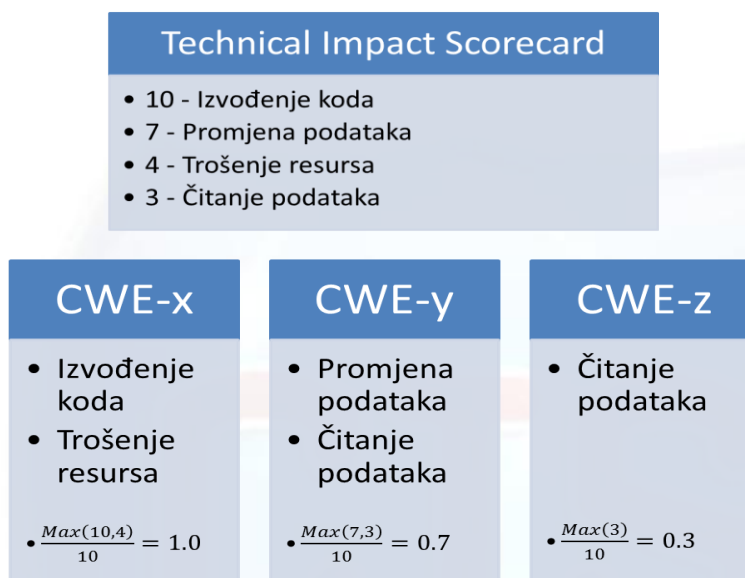 Technical Impact Scorecard
• 10 - Izvođenje koda
• 7 - Promjena podataka
• 4 - Trošenje resursa
• 3 - Čitanje podataka
CWE-x
• Izvođenje
koda
• Trošenje
resursa
• Max(10,4)/10 = 1.0
CWE-y
• Promjena
podataka
• Čitanje
podataka
• Max(7,3)/10 = 0.7
CWE-z
• Čitanje
podataka
• Max(3)/10 = 0.3